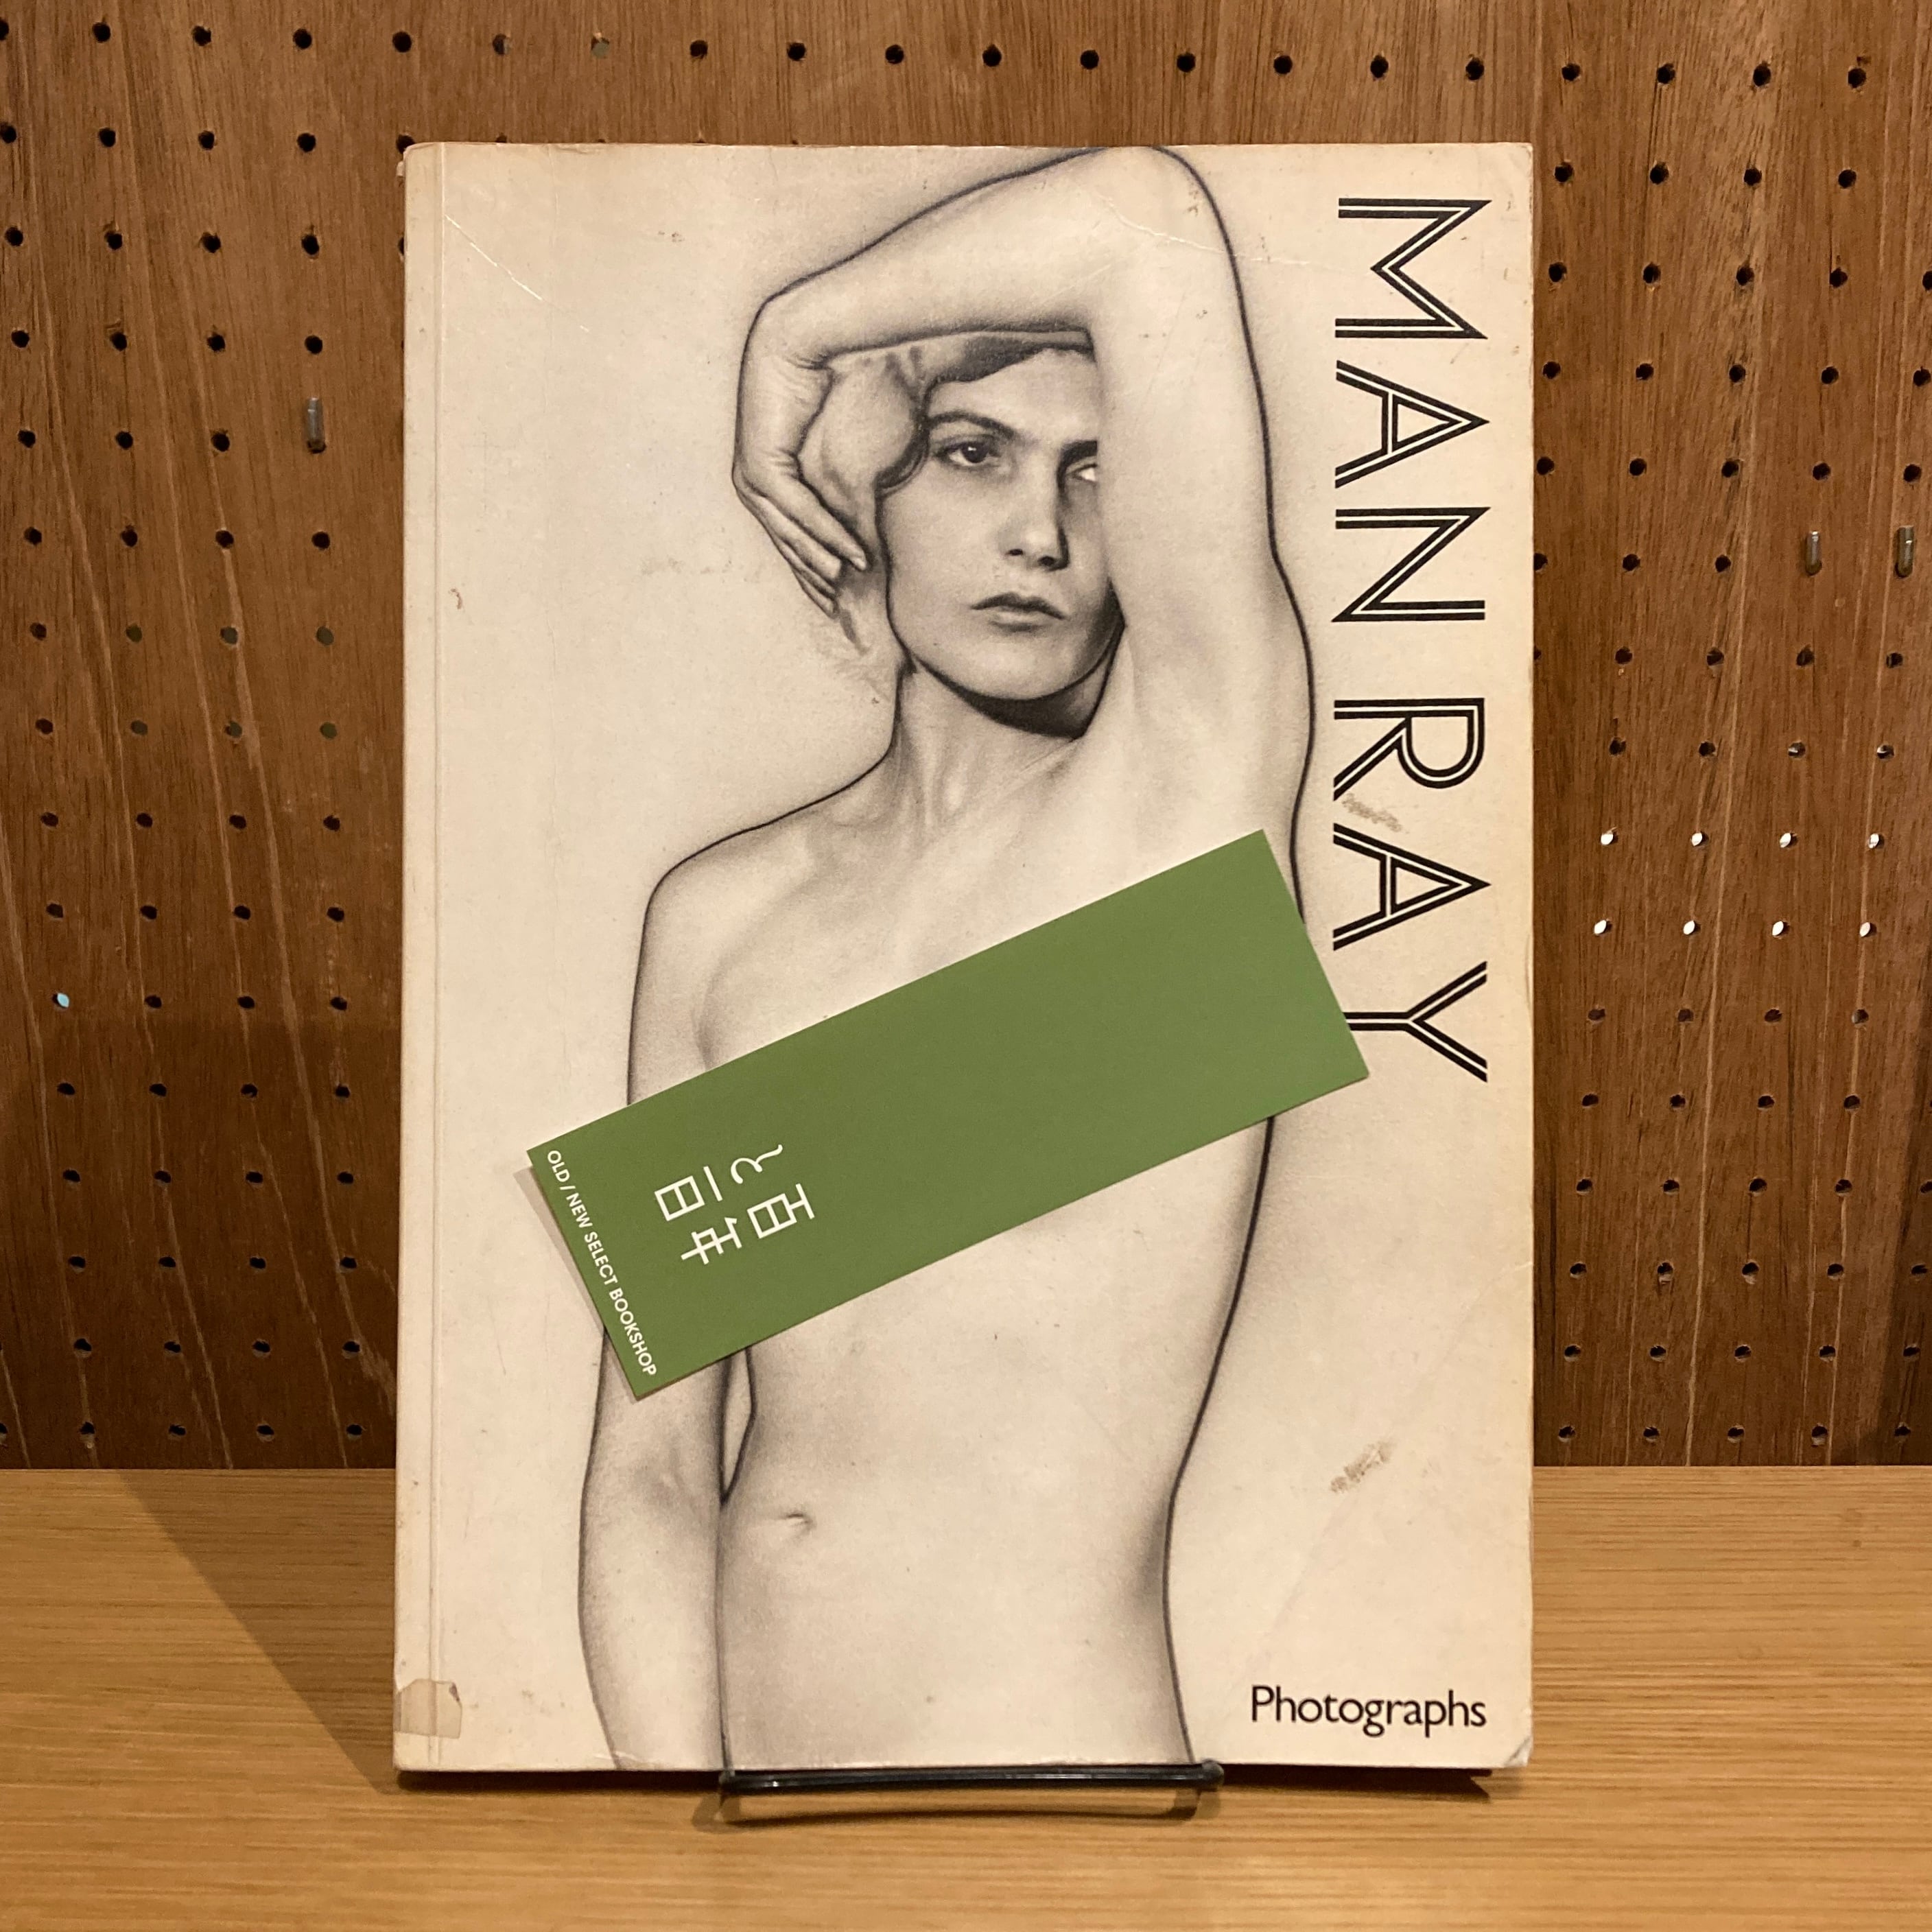 MAN RAY
百年
と一日
OLD / NEW SELECT BOOKSHOP
Photographs